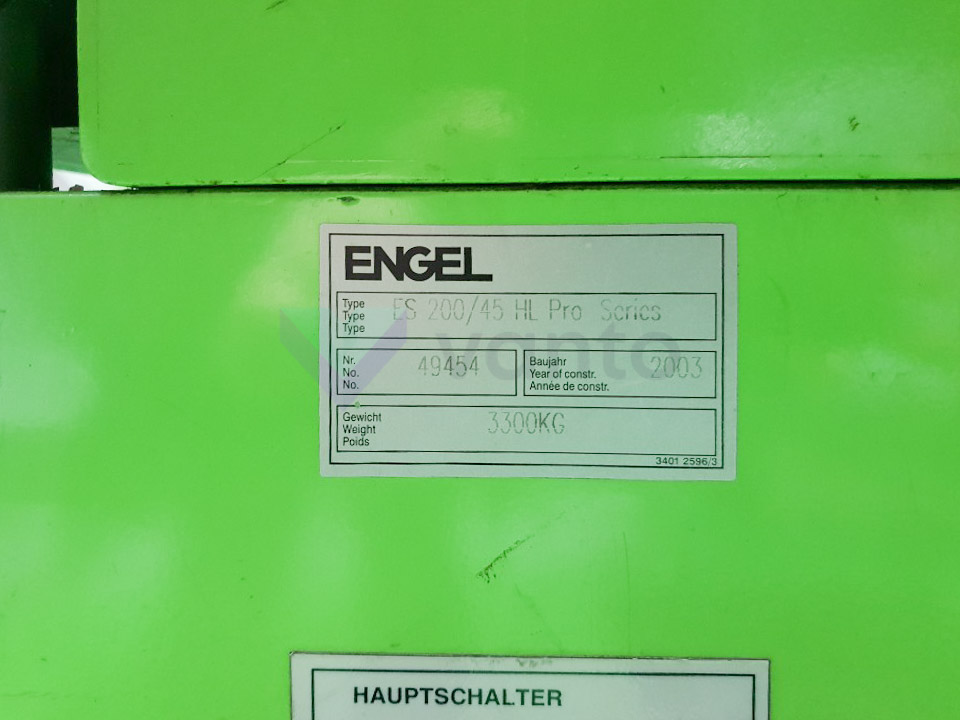 ENGEL
Type
Type
Type
ES 200/45 HL Pro Series
vanto
Nr.
No.
No.
49454
Baujahr
Year of constr.
Année de constr.
2003
Gewicht
Weight
Poids
3300KG
3401 2596/3
HAUPTSCHALTER